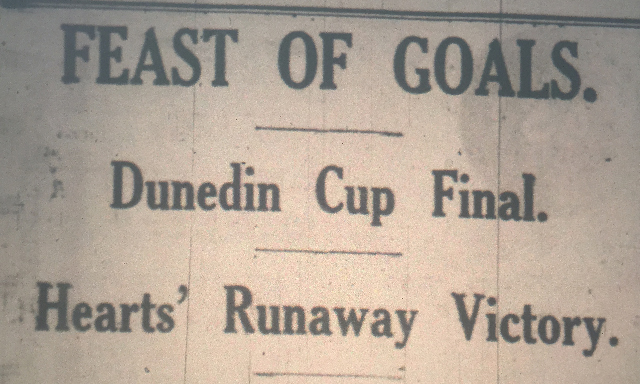 FEAST OF GOALS.
Dunedin Cup Final.
Hearts' Runaway Victory.